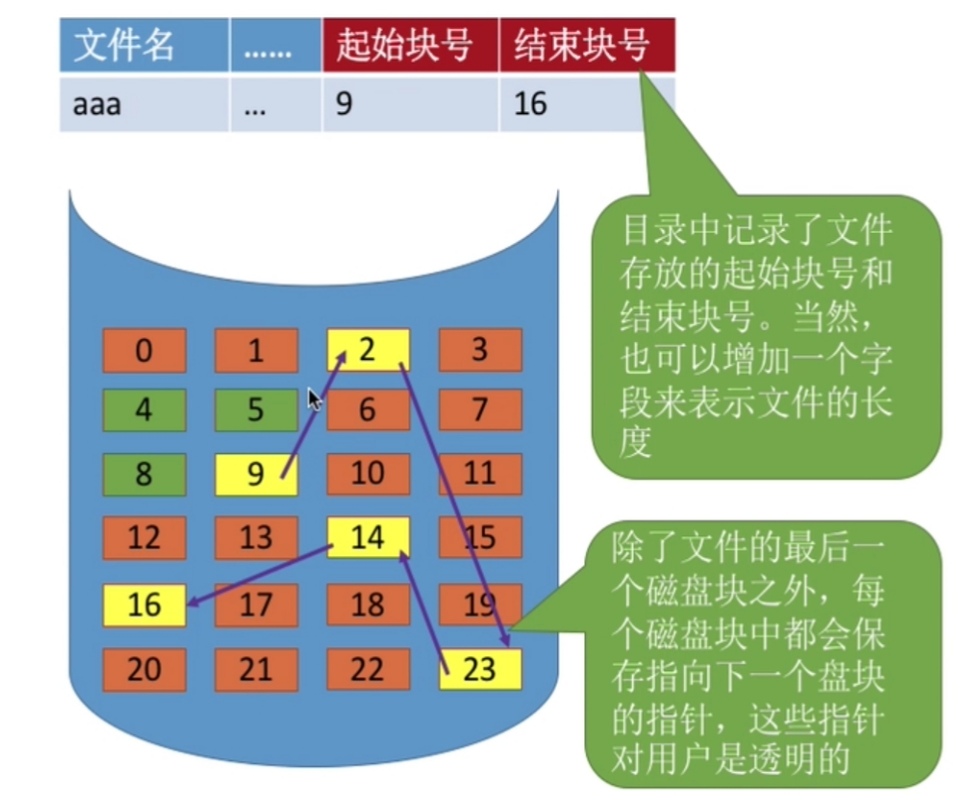 文件名 …… 起始块号 结束块号
aaa … 9 16
目录中记录了文件
存放的起始块号和
结束块号。当然，
也可以增加一个字
段来表示文件的长
度
0 1 2 3
4 5 6 7
8 9 10 11
12 13 14 15
16 17 18 19
20 21 22 23
除了文件的最后一
个磁盘块之外，每
个磁盘块中都会保
存指向下一个盘块
的指针，这些指针
对用户是透明的